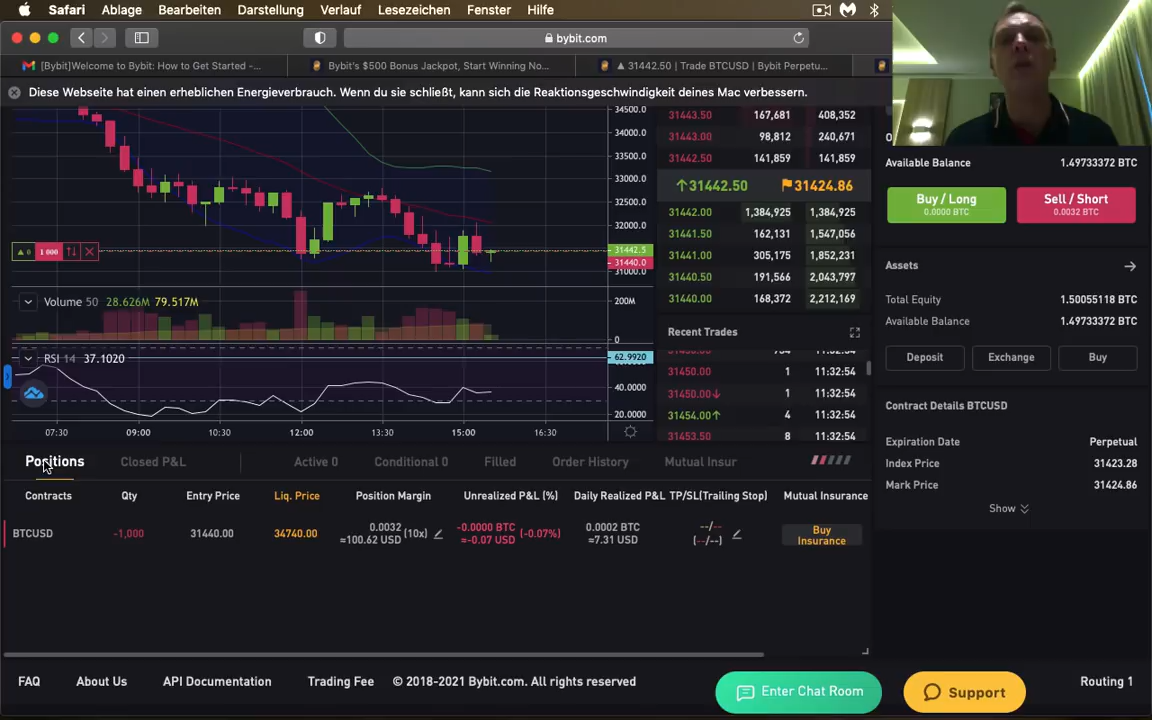 Safari Ablage Bearbeiten Darstellung Verlauf Lesezeichen Fenster Hilfe
bybit.com
[Bybit]Welcome to Bybit: How to Get Started -...
Bybit's $500 Bonus Jackpot, Start Winning No...
▲31442.50 | Trade BTCUSD | Bybit Perpetu...
Diese Webseite hat einen erheblichen Energieverbrauch. Wenn du sie schließt, kann sich die Reaktionsgeschwindigkeit deines Mac verbessern.
34500.0
34000.0
33500.0
33000.0
32500.0
32000.0
31442.5
31440.0
31000.0
▲ 0 1 000
31443.50 167,681 408,352
31443.00 98,812 240,671
31442.50 141,859 141,859
↑31442.50 31424.86
31442.00 1,384,925 1,384,925
31441.50 162,131 1,547,056
31441.00 305,175 1,852,231
31440.50 191,566 2,043,797
31440.00 168,372 2,212,169
Volume 50 28.626M 79.517M
200M
0
RSI 14 37.1020
62.9920
40.0000
20.0000
07:30 09:00 10:30 12:00 13:30 15:00 16:30
Recent Trades
31450.00 1 11:32:54
31450.00↓ 1 11:32:54
31454.00↑ 4 11:32:54
31453.50 8 11:32:54
Available Balance 1.49733372 BTC
Buy / Long
0.0000 BTC
Sell / Short
0.0032 BTC
Assets →
Total Equity 1.50055118 BTC
Available Balance 1.49733372 BTC
Deposit Exchange Buy
Contract Details BTCUSD
Expiration Date Perpetual
Index Price 31423.28
Mark Price 31424.86
Show
Positions Closed P&L Active 0 Conditional 0 Filled Order History Mutual Insur
Contracts Qty Entry Price Liq. Price Position Margin Unrealized P&L (%) Daily Realized P&L TP/SL(Trailing Stop) Mutual Insurance
BTCUSD -1,000 31440.00 34740.00
0.0032
≈100.62 USD (10x)
-0.0000 BTC
≈-0.07 USD (-0.07%)
0.0002 BTC
≈7.31 USD
--/--
(--/--)
Buy
Insurance
FAQ About Us API Documentation Trading Fee © 2018-2021 Bybit.com. All rights reserved
Enter Chat Room
Support
Routing 1